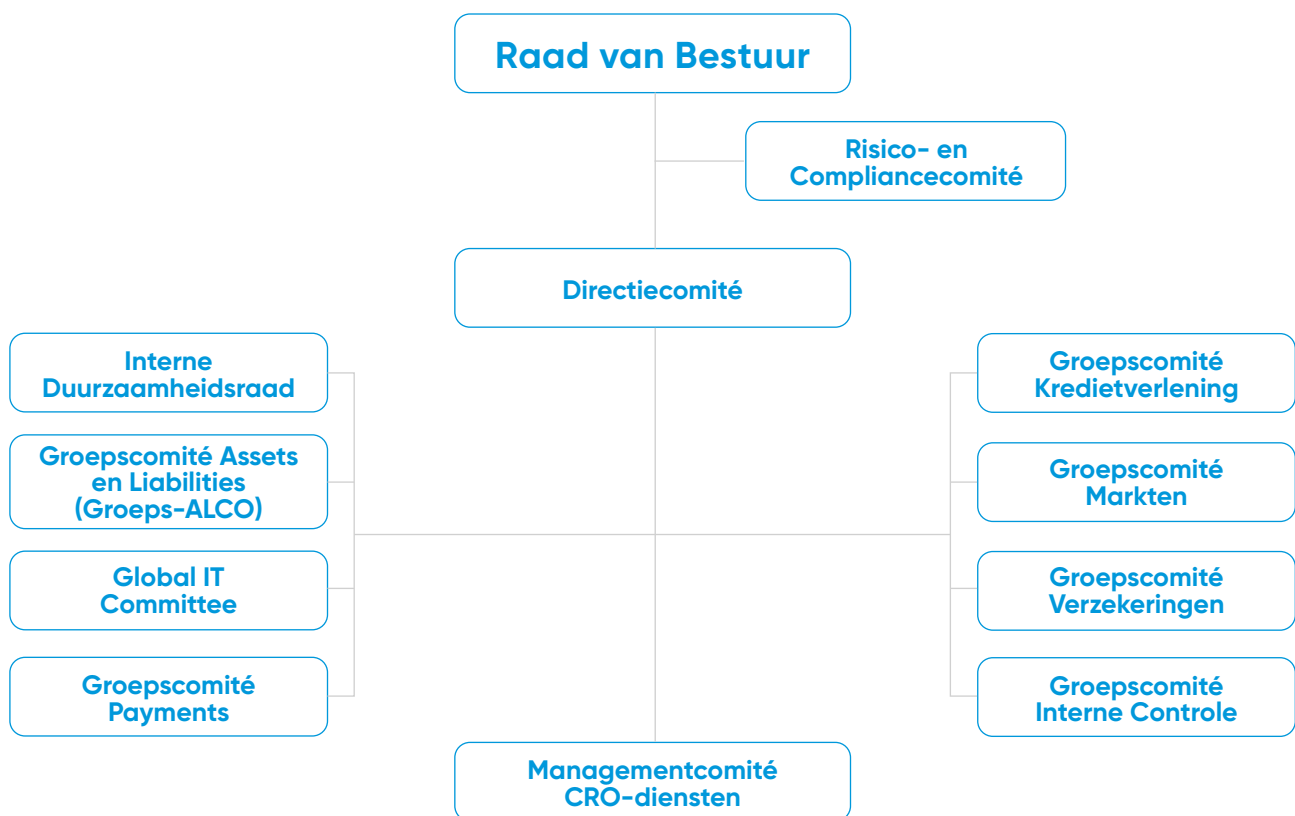 Raad van Bestuur
Risico- en
Compliancecomité
Directiecomité
Interne
Duurzaamheidsraad
Groepscomité Assets
en Liabilities
(Groeps-ALCO)
Global IT
Committee
Groepscomité
Payments
Groepscomité
Kredietverlening
Groepscomité
Markten
Groepscomité
Verzekeringen
Groepscomité
Interne Controle
Managementcomité
CRO-diensten